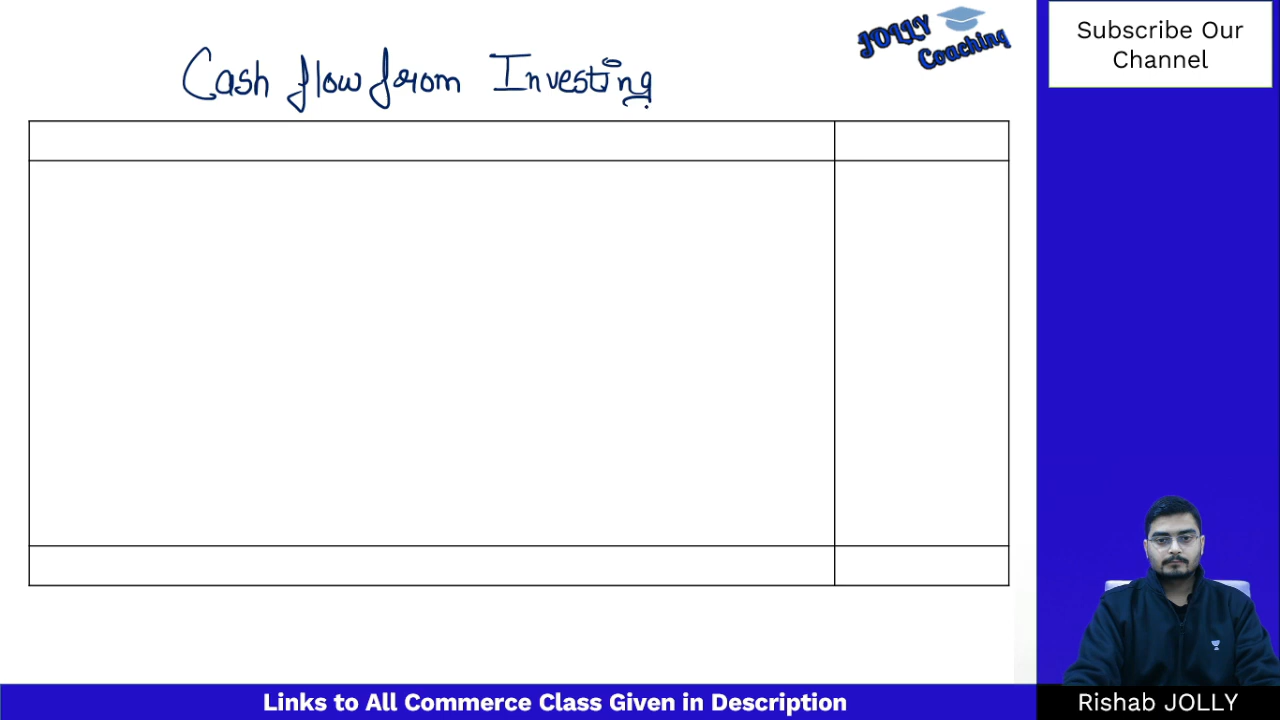 Cash flow from Investing
JOLLY
Coaching
Subscribe Our
Channel
Links to All Commerce Class Given in Description
Rishab JOLLY